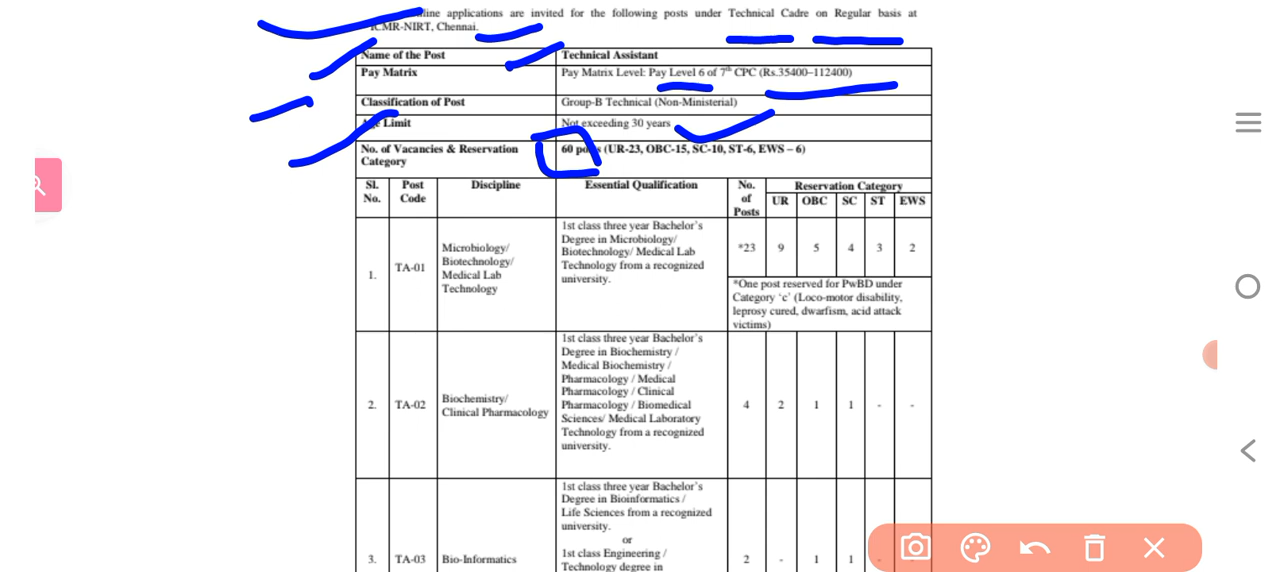 applications are invited for the following posts under Technical Cadre on Regular basis at
ICMR-NIRT, Chennai.
Name of the Post Technical Assistant
Pay Matrix Pay Matrix Level: Pay Level 6 of 7th CPC (Rs.35400–112400)
Classification of Post Group-B Technical (Non-Ministerial)
Limit Not exceeding 30 years
No. of Vacancies & Reservation Category 60 (UR-23, OBC-15, SC-10, ST-6, EWS – 6)
Sl. No. Post Code Discipline Essential Qualification No. of Posts Reservation Category
UR OBC SC ST EWS
1. TA-01
Microbiology/
Biotechnology/
Medical Lab
Technology
1st class three year Bachelor's
Degree in Microbiology/
Biotechnology/ Medical Lab
Technology from a recognized
university.
*23 9 5 4 3 2
*One post reserved for PwBD under
Category 'c' (Loco-motor disability,
leprosy cured, dwarfism, acid attack
victims)
2. TA-02
Biochemistry/
Clinical Pharmacology
1st class three year Bachelor's
Degree in Biochemistry /
Medical Biochemistry /
Pharmacology / Medical
Pharmacology / Clinical
Pharmacology / Biomedical
Sciences/ Medical Laboratory
Technology from a recognized
university.
4 2 1 1 - -
3. TA-03 Bio-Informatics
1st class three year Bachelor's
Degree in Bioinformatics /
Life Sciences from a recognized
university.
or
1st class Engineering /
Technology degree in
2 - 1 1 -